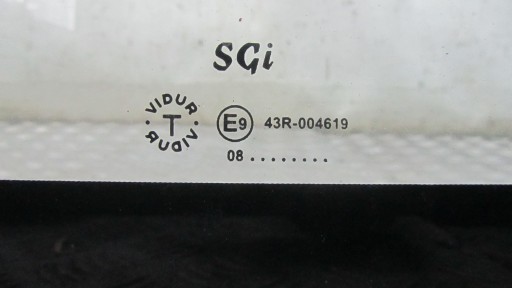 SGi
VIDUR T VIDUR
E9 43R-004619
08 ........